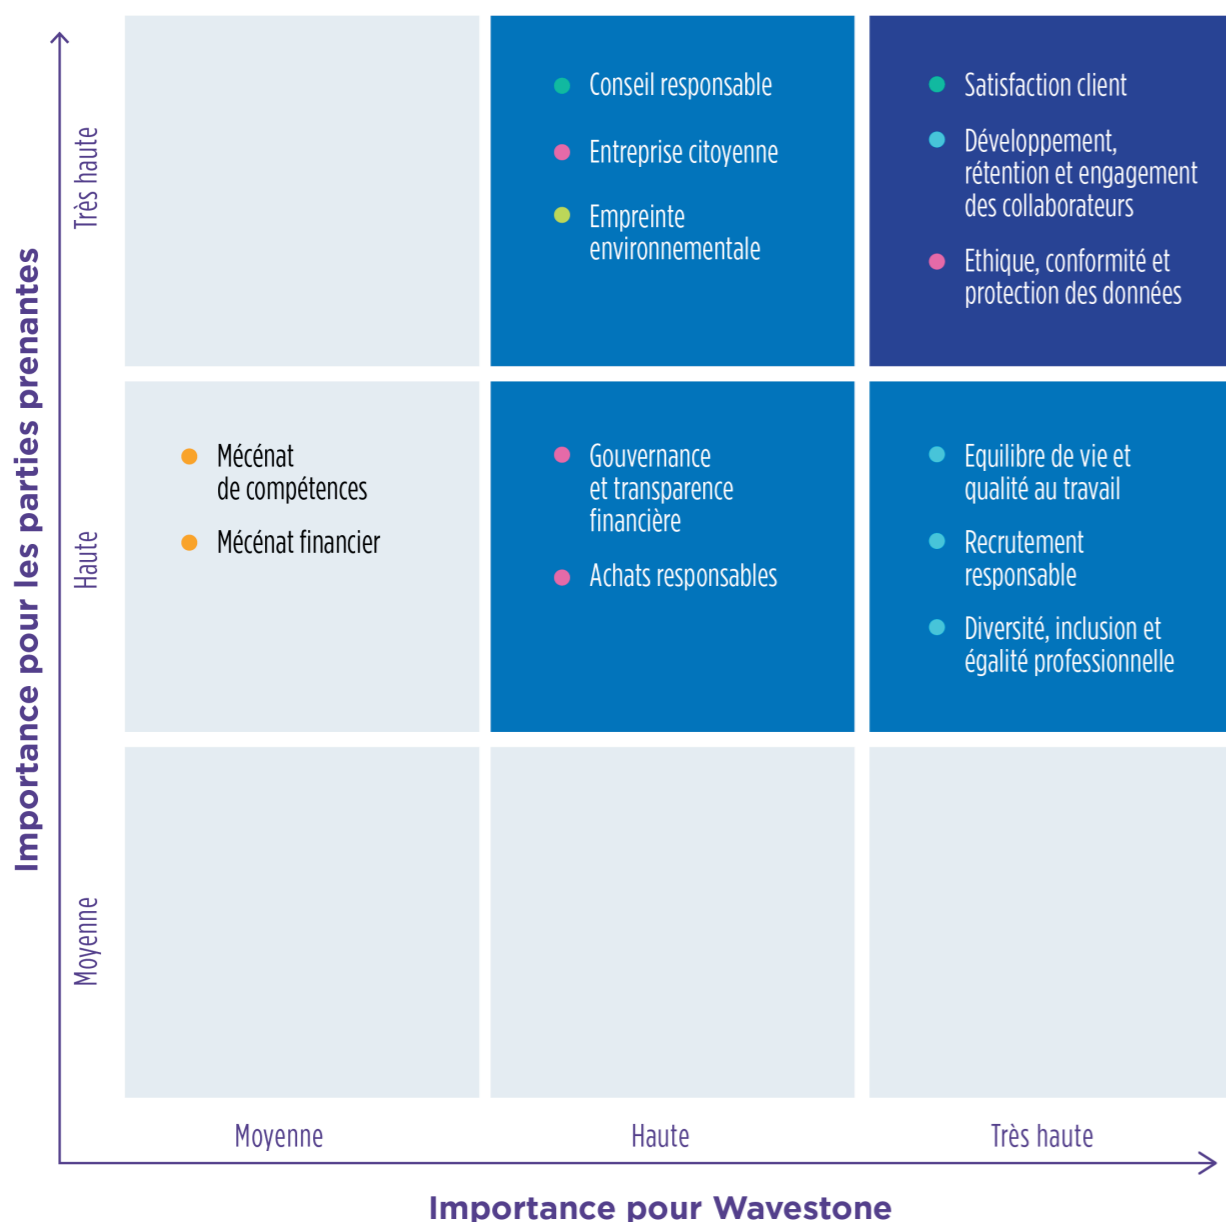 Importance pour les parties prenantes
Très haute
Conseil responsable
Entreprise citoyenne
Empreinte
environnementale
Satisfaction client
Développement,
rétention et engagement
des collaborateurs
Ethique, conformité et
protection des données
Haute
Mécénat
de compétences
Mécénat financier
Gouvernance
et transparence
financière
Achats responsables
Equilibre de vie et
qualité au travail
Recrutement
responsable
Diversité, inclusion et
égalité professionnelle
Moyenne
Moyenne
Haute
Très haute
Importance pour Wavestone